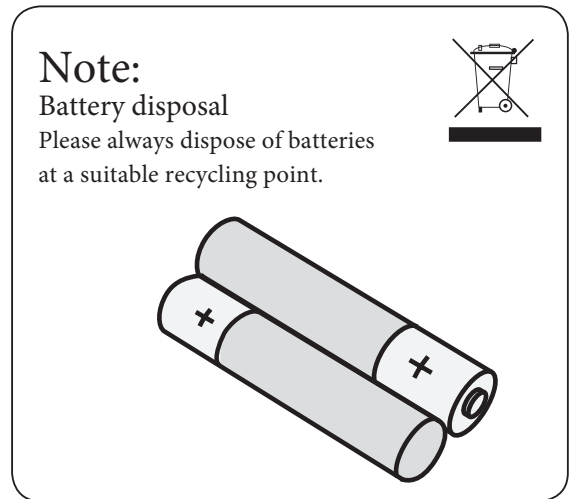 Note:
Battery disposal
Please always dispose of batteries
at a suitable recycling point.
+
+